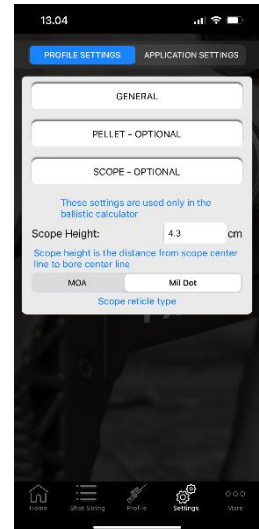 13.04
PROFILE SETTINGS APPLICATION SETTINGS
GENERAL
PELLET - OPTIONAL
SCOPE - OPTIONAL
These settings are used only in the
ballistic calculator
Scope Height: 4.3 cm
Scope height is the distance from scope center
line to bore center line
MOA Mil Dot
Scope reticle type
Home Shot String Profile Settings More